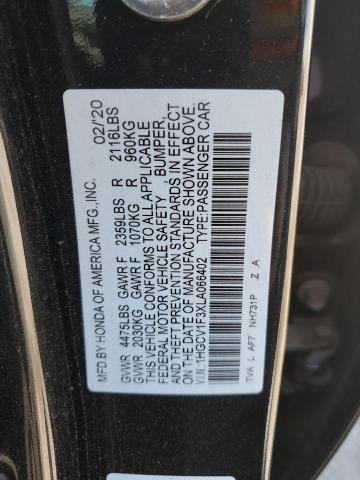 MFD BY HONDA OF AMERICA MFG.,INC. 02/'20
GVWR 4475LBS GAWR F 2359LBS R 2116LBS
GVWR 2030KG GAWR F 1070KG R 960KG
THIS VEHICLE CONFORMS TO ALL APPLICABLE
FEDERAL MOTOR VEHICLE SAFETY, BUMPER,
AND THEFT PREVENTION STANDARDS IN EFFECT
ON THE DATE OF MANUFACTURE SHOWN ABOVE.
VIN:1HGCV1F3XLA066402 TYPE:PASSENGER CAR
TVA L AF7 NH731P Z A